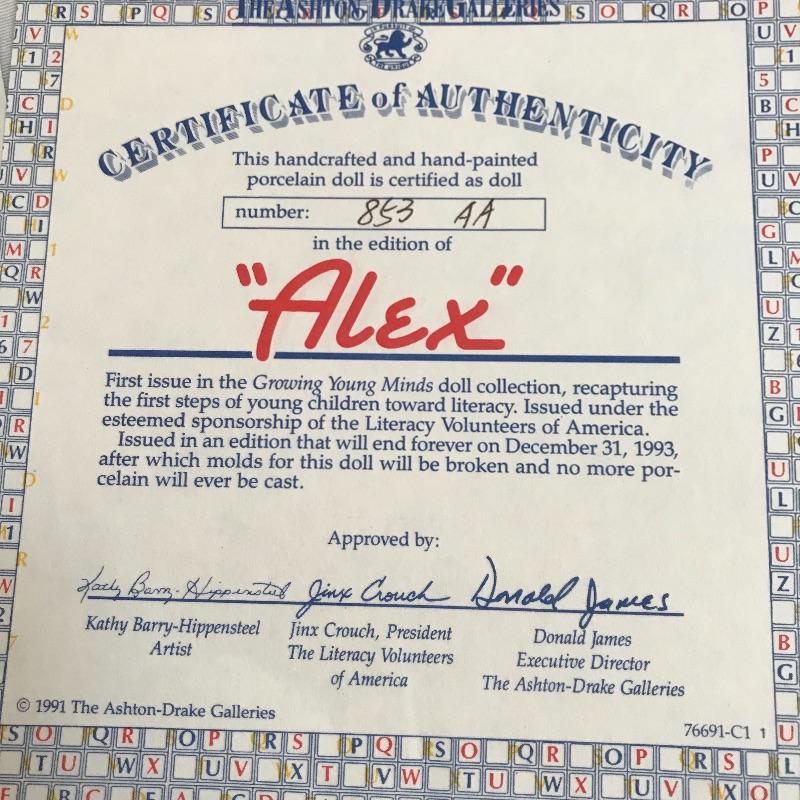 THE ASHTON-DRAKE GALLERIES
CERTIFICATE of AUTHENTICITY
This handcrafted and hand-painted
porcelain doll is certified as doll
number: 853 AA
in the edition of
"Alex"
First issue in the Growing Young Minds doll collection, recapturing
the first steps of young children toward literacy. Issued under the
esteemed sponsorship of the Literacy Volunteers of America.
Issued in an edition that will end forever on December 31, 1993,
after which molds for this doll will be broken and no more por-
celain will ever be cast.
Approved by:
Kathy Barry-Hippensteel Jinx Crouch Donald James
Kathy Barry-Hippensteel
Artist
Jinx Crouch, President
The Literacy Volunteers
of America
Donald James
Executive Director
The Ashton-Drake Galleries
© 1991 The Ashton-Drake Galleries
76691-C1 1